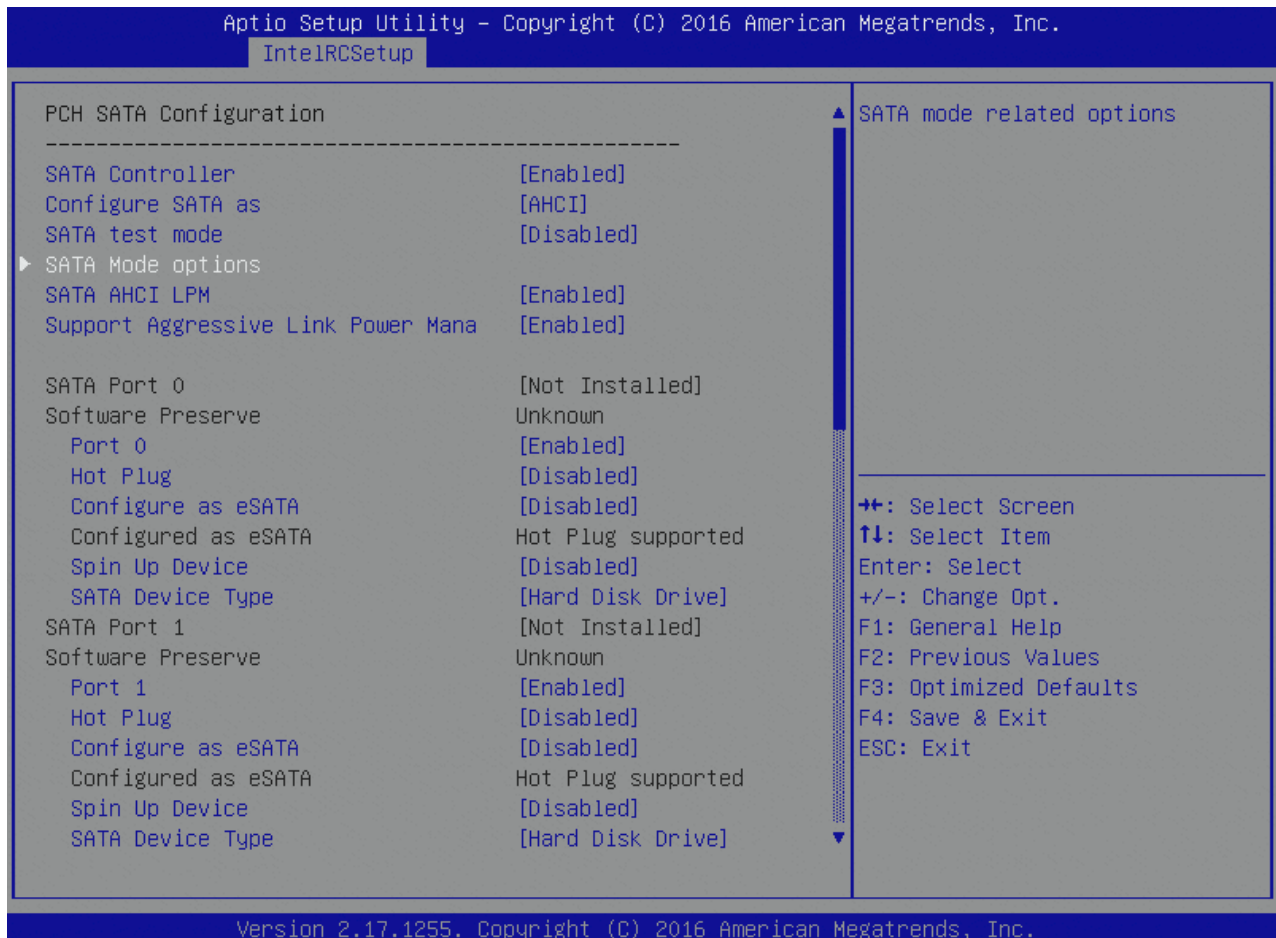 Aptio Setup Utility – Copyright (C) 2016 American Megatrends, Inc.
IntelRCSetup
PCH SATA Configuration
--------------------------------------------------
SATA Controller [Enabled]
Configure SATA as [AHCI]
SATA test mode [Disabled]
► SATA Mode options
SATA AHCI LPM [Enabled]
Support Aggressive Link Power Mana [Enabled]
SATA Port 0 [Not Installed]
Software Preserve Unknown
Port 0 [Enabled]
Hot Plug [Disabled]
Configure as eSATA [Disabled]
Configured as eSATA Hot Plug supported
Spin Up Device [Disabled]
SATA Device Type [Hard Disk Drive]
SATA Port 1 [Not Installed]
Software Preserve Unknown
Port 1 [Enabled]
Hot Plug [Disabled]
Configure as eSATA [Disabled]
Configured as eSATA Hot Plug supported
Spin Up Device [Disabled]
SATA Device Type [Hard Disk Drive]
SATA mode related options
→←: Select Screen
↑↓: Select Item
Enter: Select
+/-: Change Opt.
F1: General Help
F2: Previous Values
F3: Optimized Defaults
F4: Save & Exit
ESC: Exit
Version 2.17.1255. Copyright (C) 2016 American Megatrends, Inc.